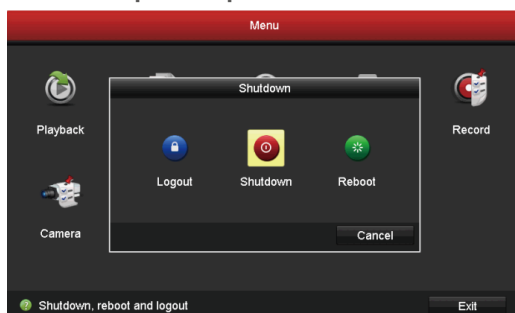 Menu
Shutdown
Playback
Record
Logout
Shutdown
Reboot
Camera
Cancel
Shutdown, reboot and logout
Exit